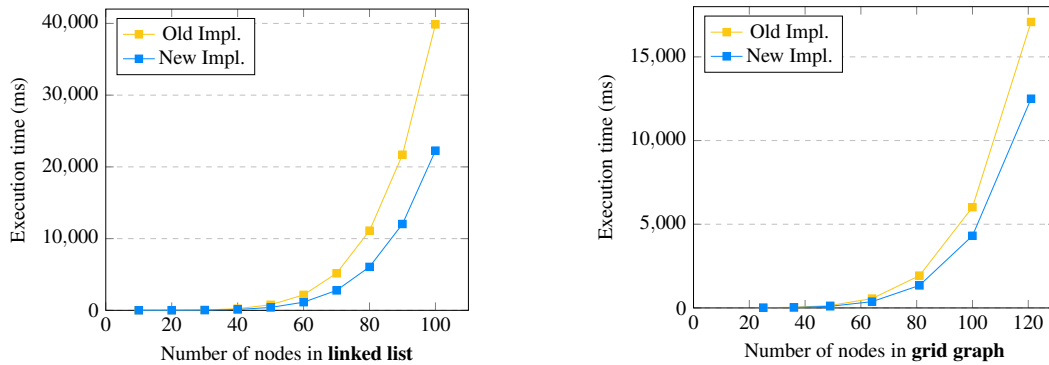 Execution time (ms)
40,000
30,000
20,000
10,000
0
Old Impl.
New Impl.
0 20 40 60 80 100
Number of nodes in linked list
Execution time (ms)
15,000
10,000
5,000
0
Old Impl.
New Impl.
0 20 40 60 80 100 120
Number of nodes in grid graph